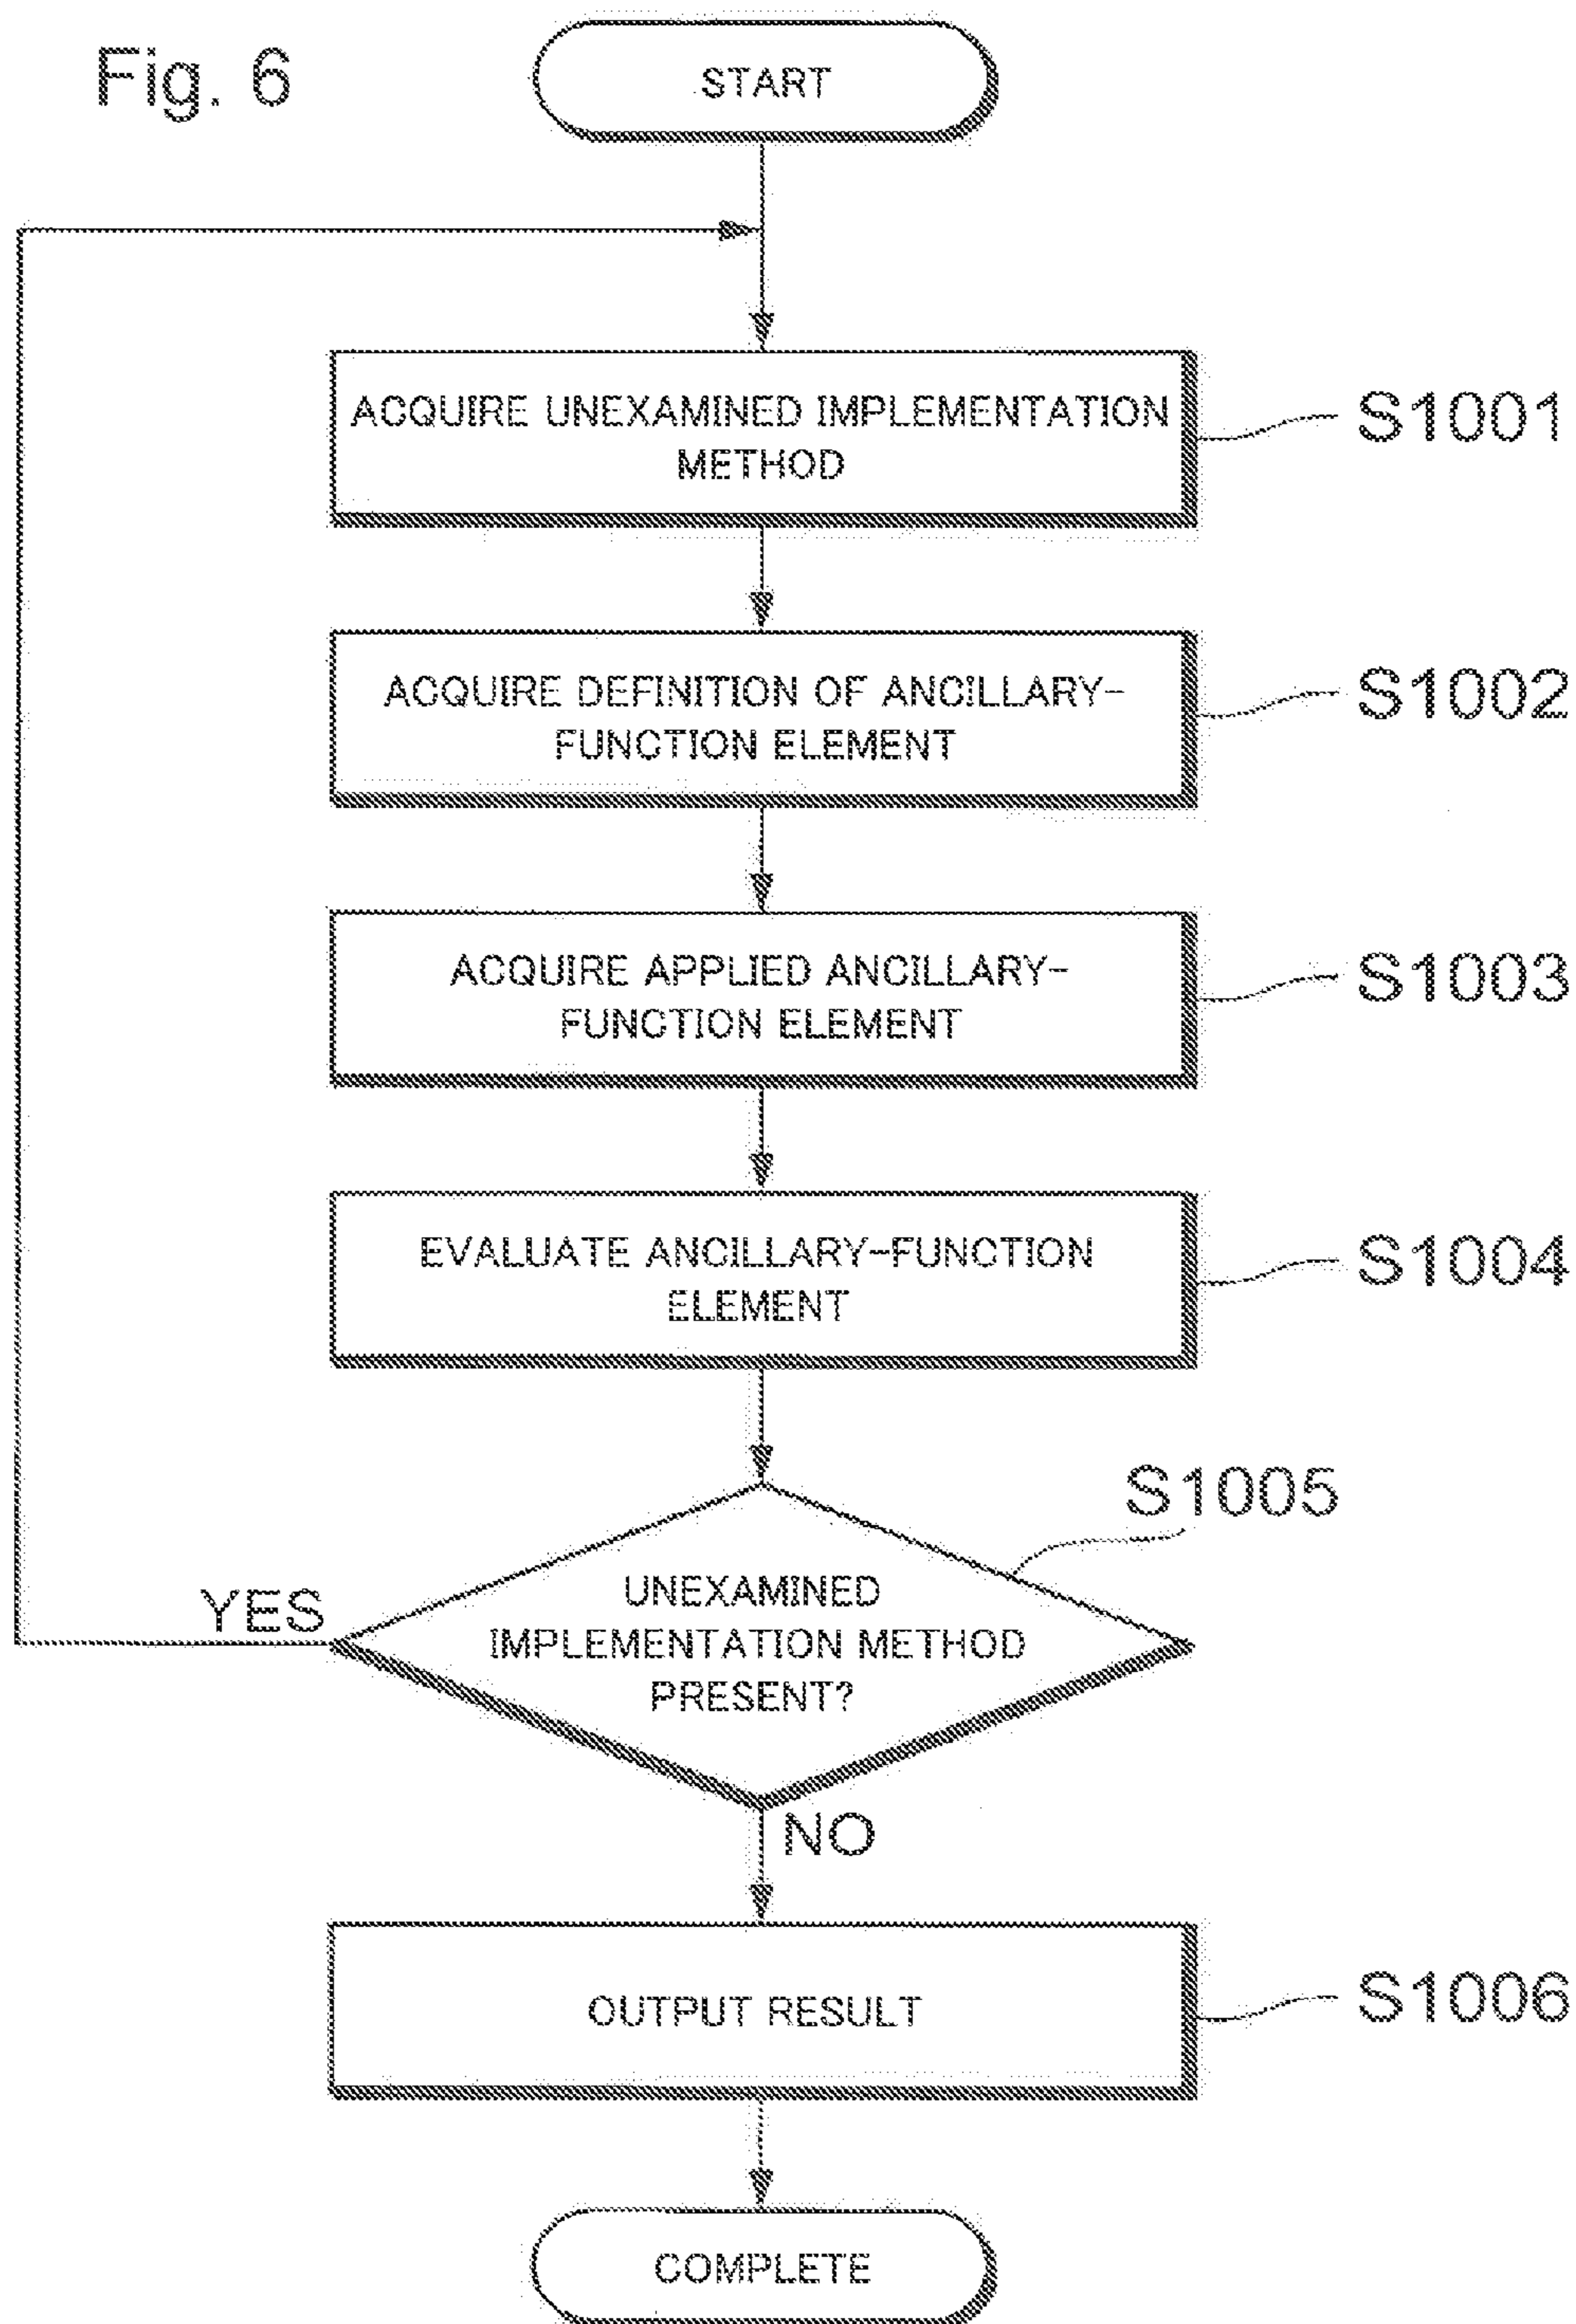 Fig. 6
START
ACQUIRE UNEXAMINED IMPLEMENTATION
METHOD
S1001
ACQUIRE DEFINITION OF ANCILLARY-
FUNCTION ELEMENT
S1002
ACQUIRE APPLIED ANCILLARY-
FUNCTION ELEMENT
S1003
EVALUATE ANCILLARY-FUNCTION
ELEMENT
S1004
S1005
UNEXAMINED
IMPLEMENTATION METHOD
PRESENT?
YES
NO
OUTPUT RESULT
S1006
COMPLETE